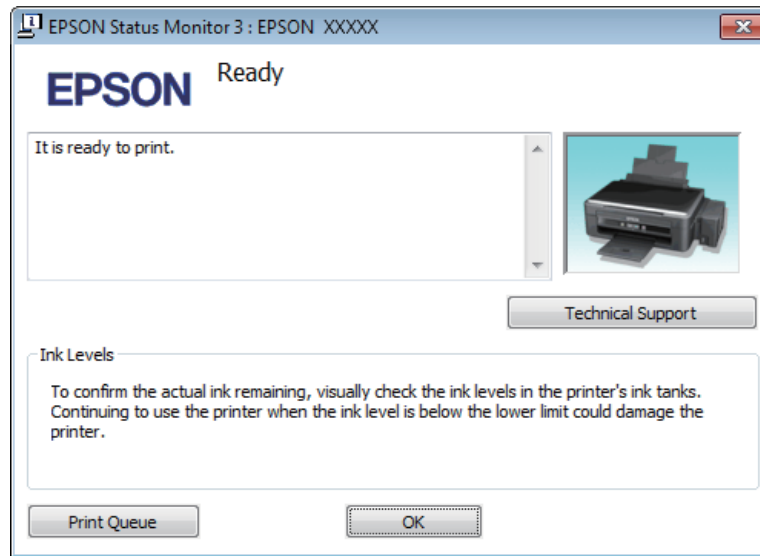 EPSON Status Monitor 3 : EPSON  XXXXX
EPSON
Ready
It is ready to print.
Technical Support
Ink Levels
To confirm the actual ink remaining, visually check the ink levels in the printer's ink tanks.
Continuing to use the printer when the ink level is below the lower limit could damage the
printer.
Print Queue
OK